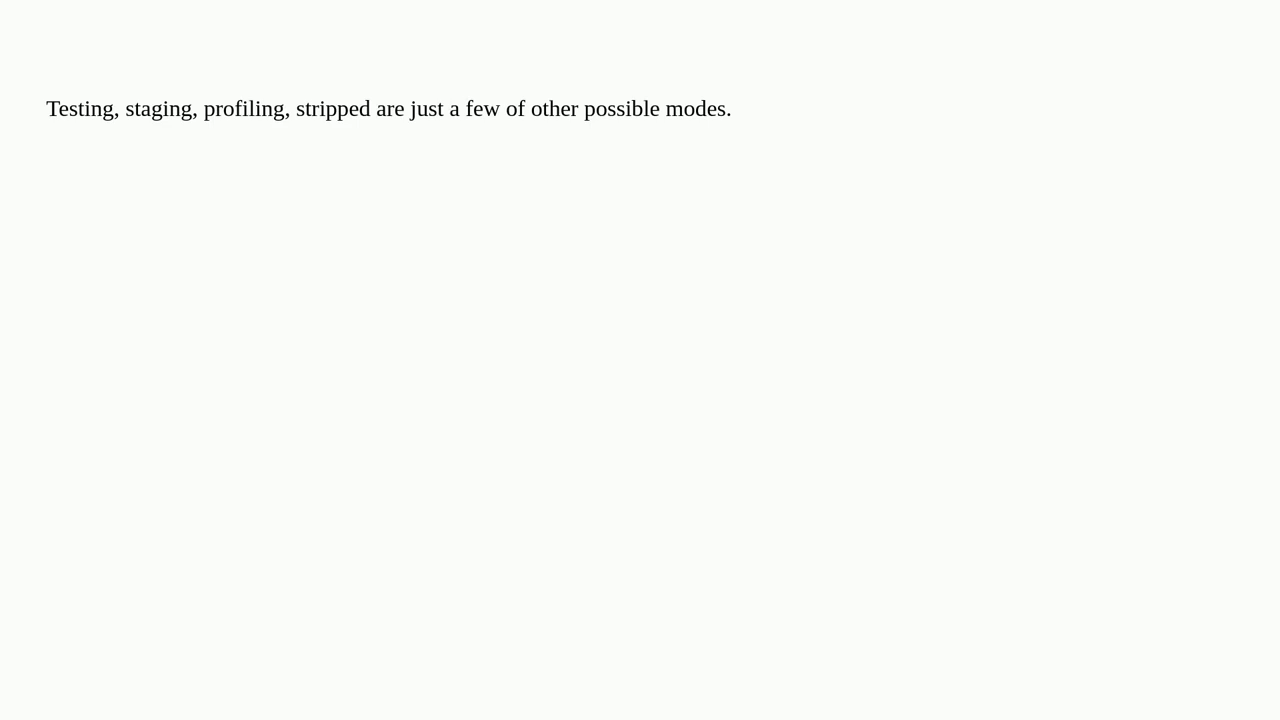 Testing, staging, profiling, stripped are just a few of other possible modes.